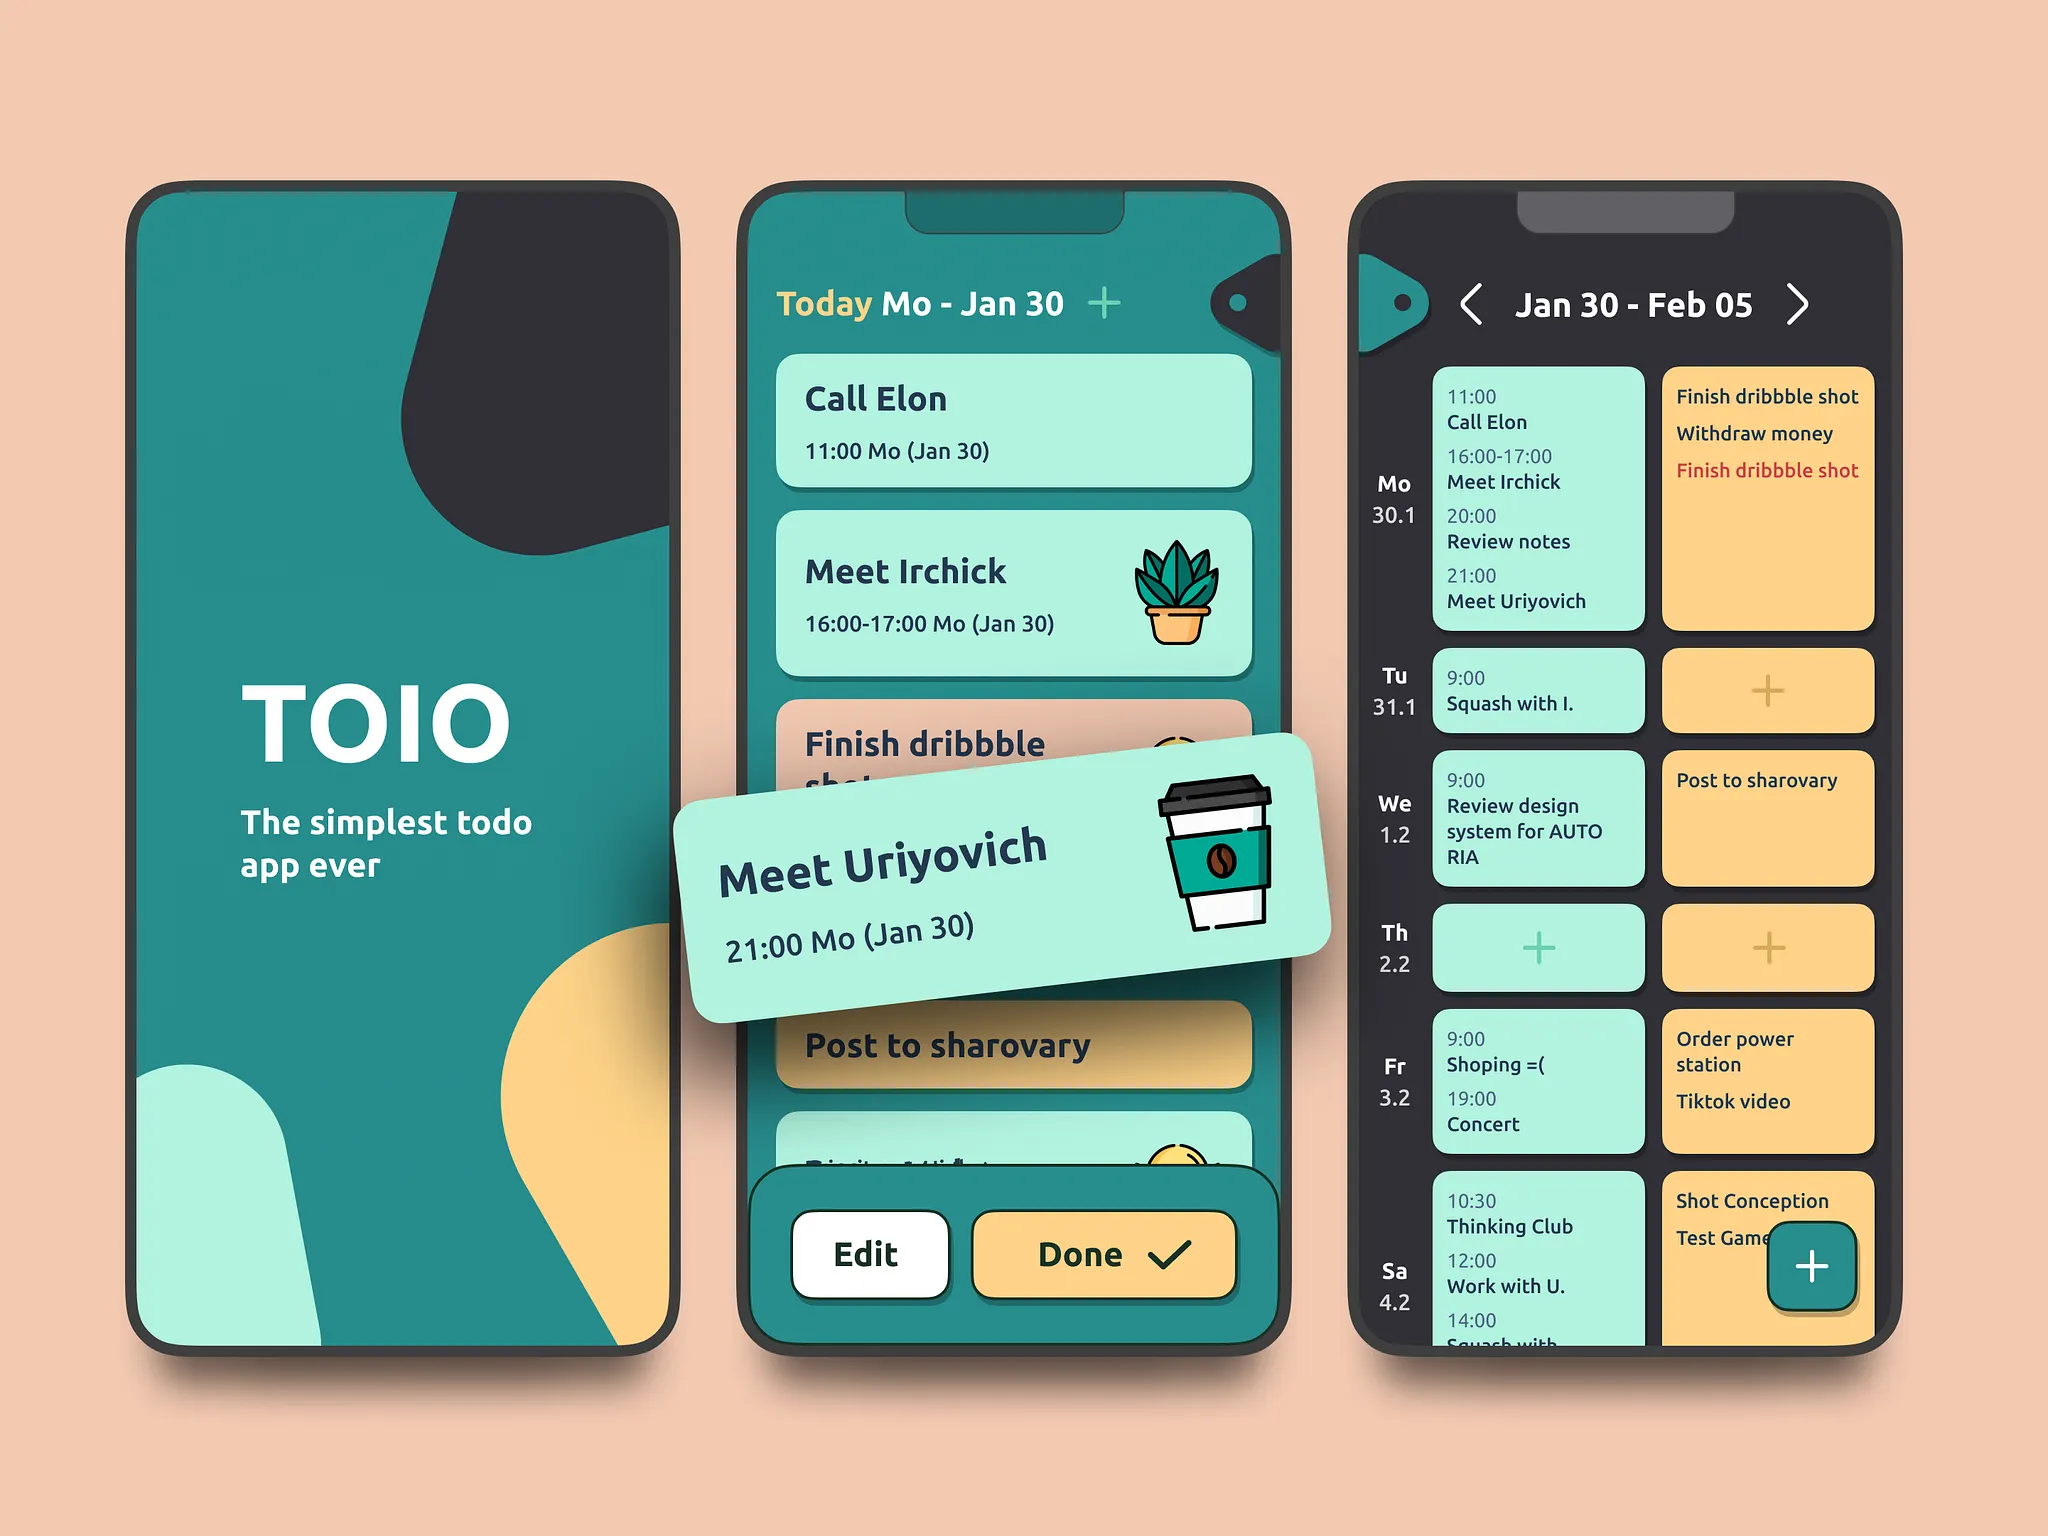 TOIO
The simplest todo
app ever
Today Mo - Jan 30
Call Elon
11:00 Mo (Jan 30)
Meet Irchick
16:00-17:00 Mo (Jan 30)
Finish dribbble
shot
Meet Uriyovich
21:00 Mo (Jan 30)
Post to sharovary
Edit
Done
Jan 30 - Feb 05
Mo
30.1
11:00
Call Elon
16:00-17:00
Meet Irchick
20:00
Review notes
21:00
Meet Uriyovich
Finish dribbble shot
Withdraw money
Finish dribbble shot
Tu
31.1
9:00
Squash with I.
We
1.2
9:00
Review design
system for AUTO
RIA
Post to sharovary
Th
2.2
Fr
3.2
9:00
Shoping =(
19:00
Concert
Order power
station
Tiktok video
Sa
4.2
10:30
Thinking Club
12:00
Work with U.
14:00
Squash with
Shot Conception
Test Game